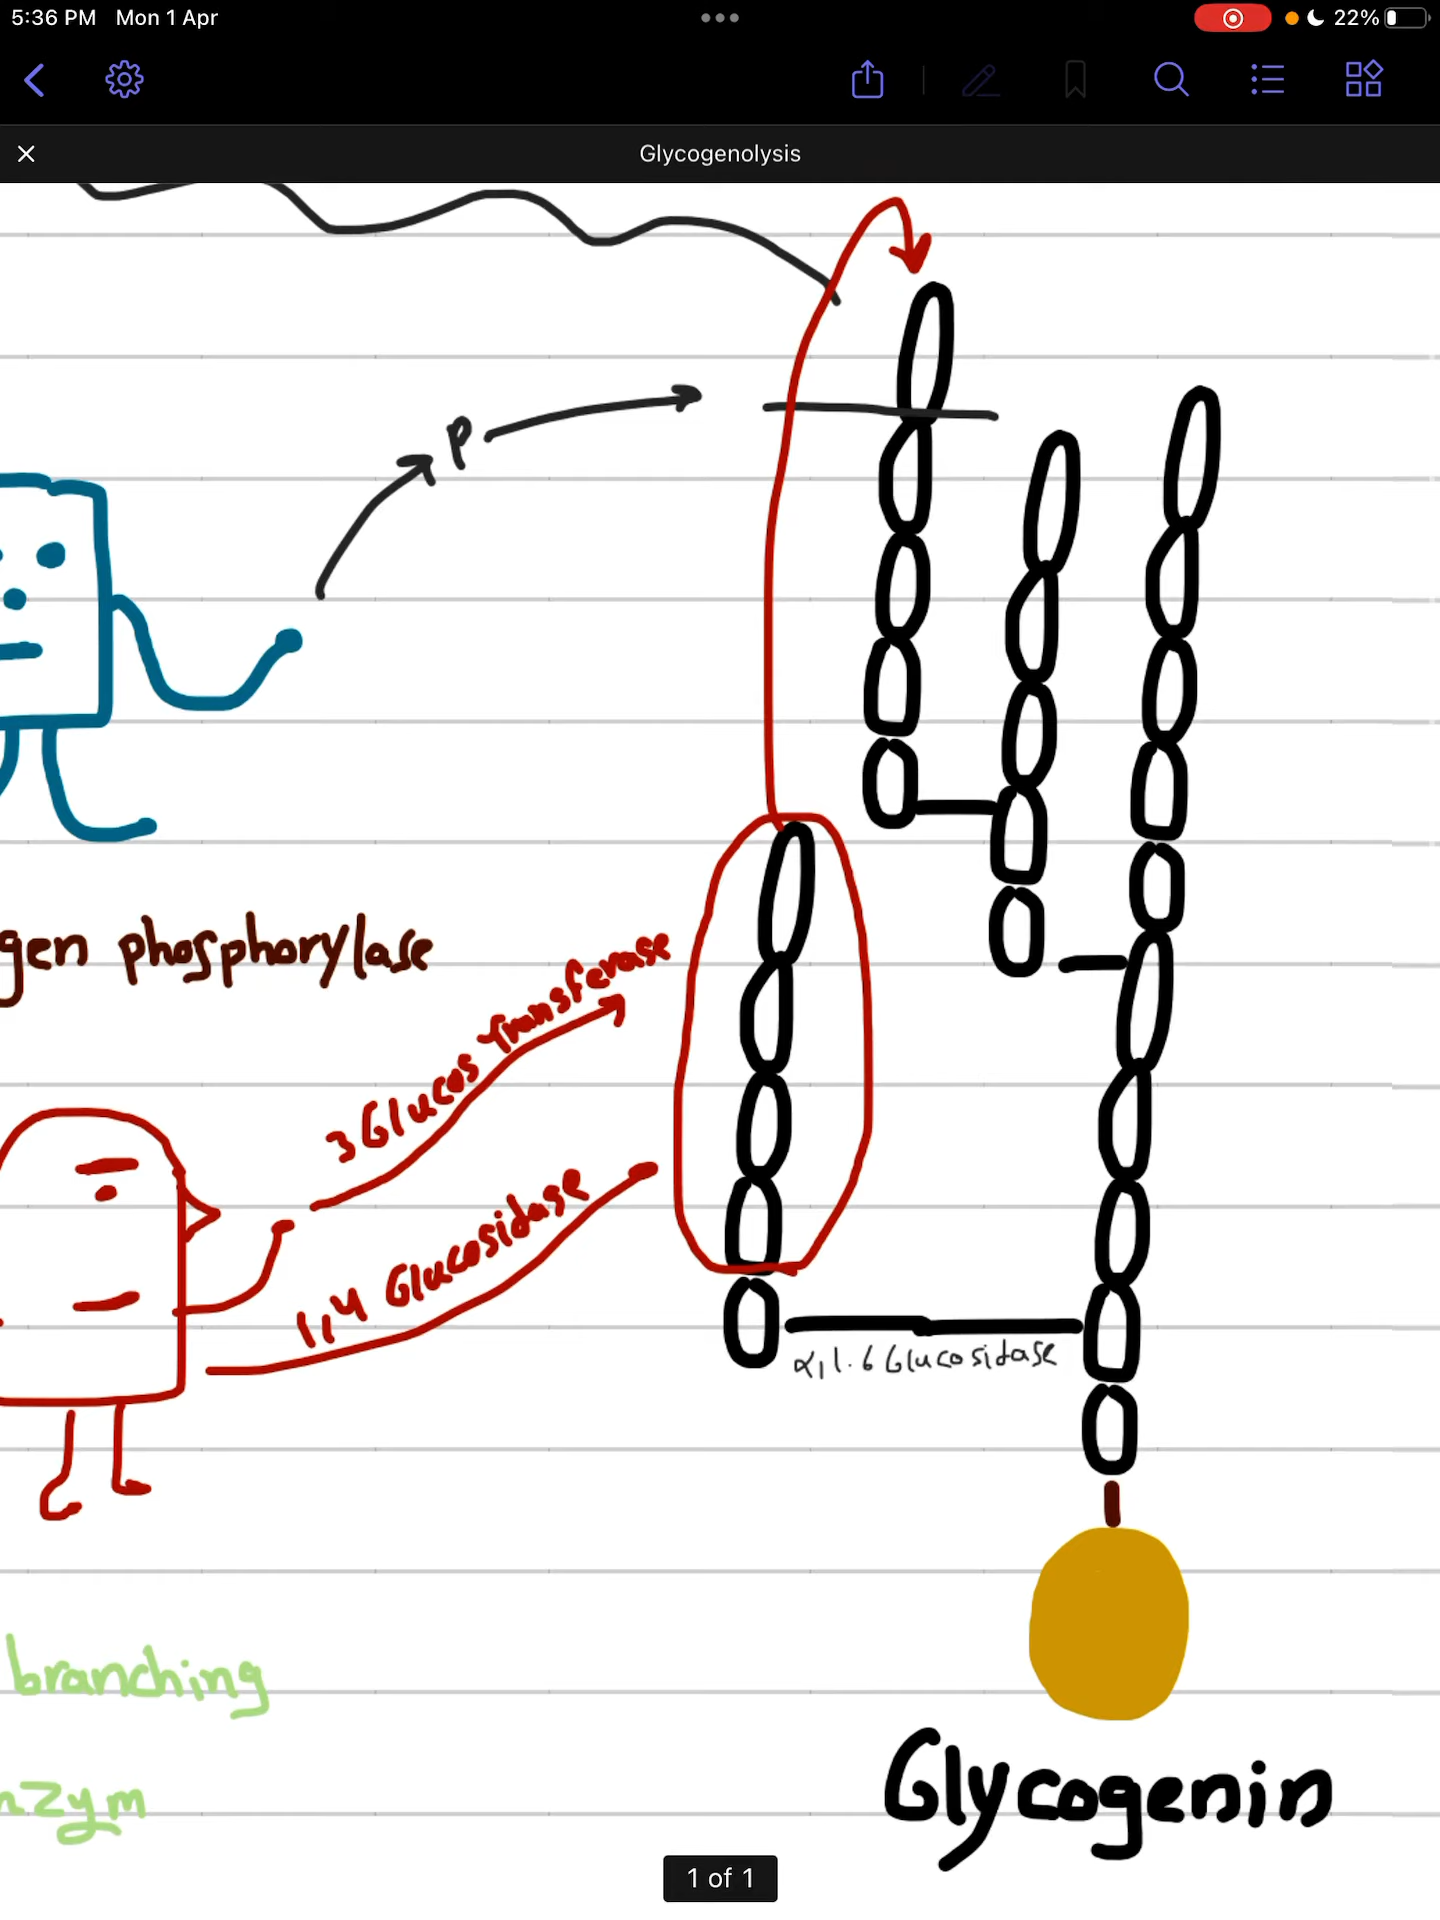 5:36 PM Mon 1 Apr
22%
Glycogenolysis
P
gen phosphorylase
3 Glucos transferase
1,4 Glucosidase
α,1.6 Glucosidase
branching
nzym
Glycogenin
1 of 1